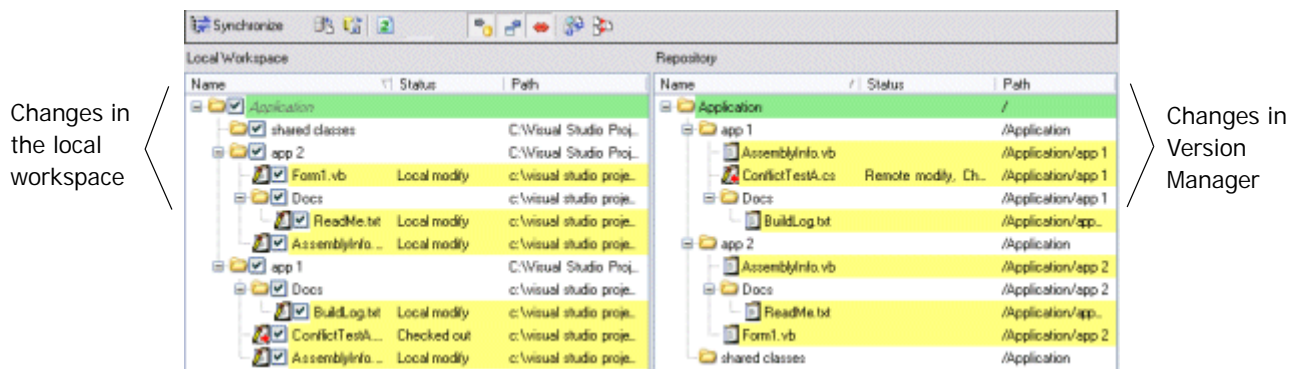 Synchronize
Local Workspace
Repository
Name Status Path
Name Status Path
Changes in
the local
workspace
Application
shared classes C:\Visual Studio Proj...
app 2 C:\Visual Studio Proj...
Form1.vb Local modify c:\visual studio proje...
Docs c:\visual studio proje...
ReadMe.txt Local modify c:\visual studio proje...
AssemblyInfo... Local modify c:\visual studio proje...
app 1 C:\Visual Studio Proj...
Docs c:\visual studio proje...
BuildLog.txt Local modify c:\visual studio proje...
ConflictTestA... Checked out c:\visual studio proje...
AssemblyInfo... Local modify c:\visual studio proje...
Application /
app 1 /Application
AssemblyInfo.vb /Application/app 1
ConflictTestA.cs Remote modify, Ch... /Application/app 1
Docs /Application/app 1
BuildLog.txt /Application/app...
app 2 /Application
AssemblyInfo.vb /Application/app 2
Docs /Application/app 2
ReadMe.txt /Application/app...
Form1.vb /Application/app 2
shared classes /Application
Changes in
Version
Manager